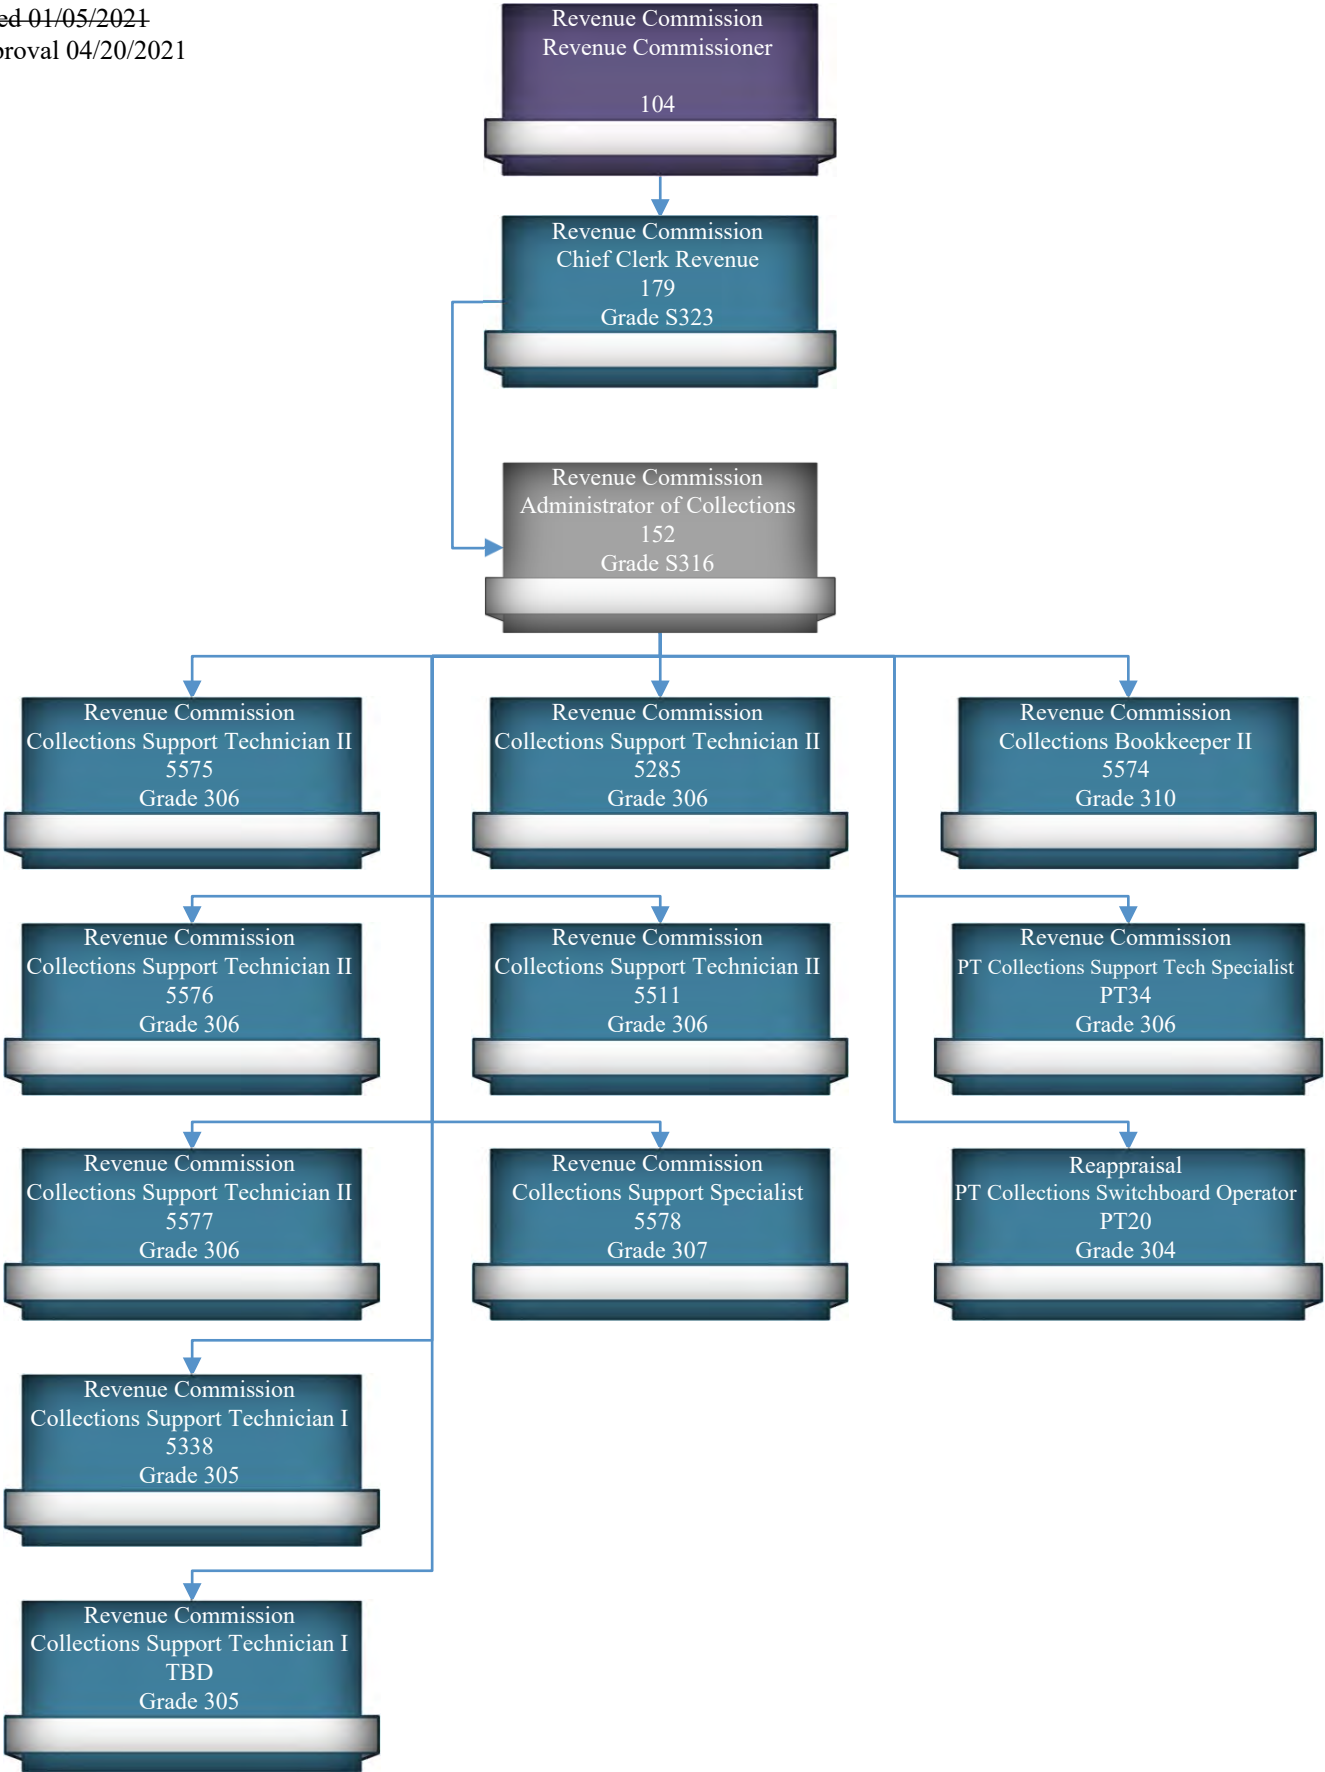 ed 01/05/2021
proval 04/20/2021
Revenue Commission
Revenue Commissioner
104
Revenue Commission
Chief Clerk Revenue
179
Grade S323
Revenue Commission
Administrator of Collections
152
Grade S316
Revenue Commission
Collections Support Technician II
5575
Grade 306
Revenue Commission
Collections Support Technician II
5285
Grade 306
Revenue Commission
Collections Bookkeeper II
5574
Grade 310
Revenue Commission
Collections Support Technician II
5576
Grade 306
Revenue Commission
Collections Support Technician II
5511
Grade 306
Revenue Commission
PT Collections Support Tech Specialist
PT34
Grade 306
Revenue Commission
Collections Support Technician II
5577
Grade 306
Revenue Commission
Collections Support Specialist
5578
Grade 307
Reappraisal
PT Collections Switchboard Operator
PT20
Grade 304
Revenue Commission
Collections Support Technician I
5338
Grade 305
Revenue Commission
Collections Support Technician I
TBD
Grade 305